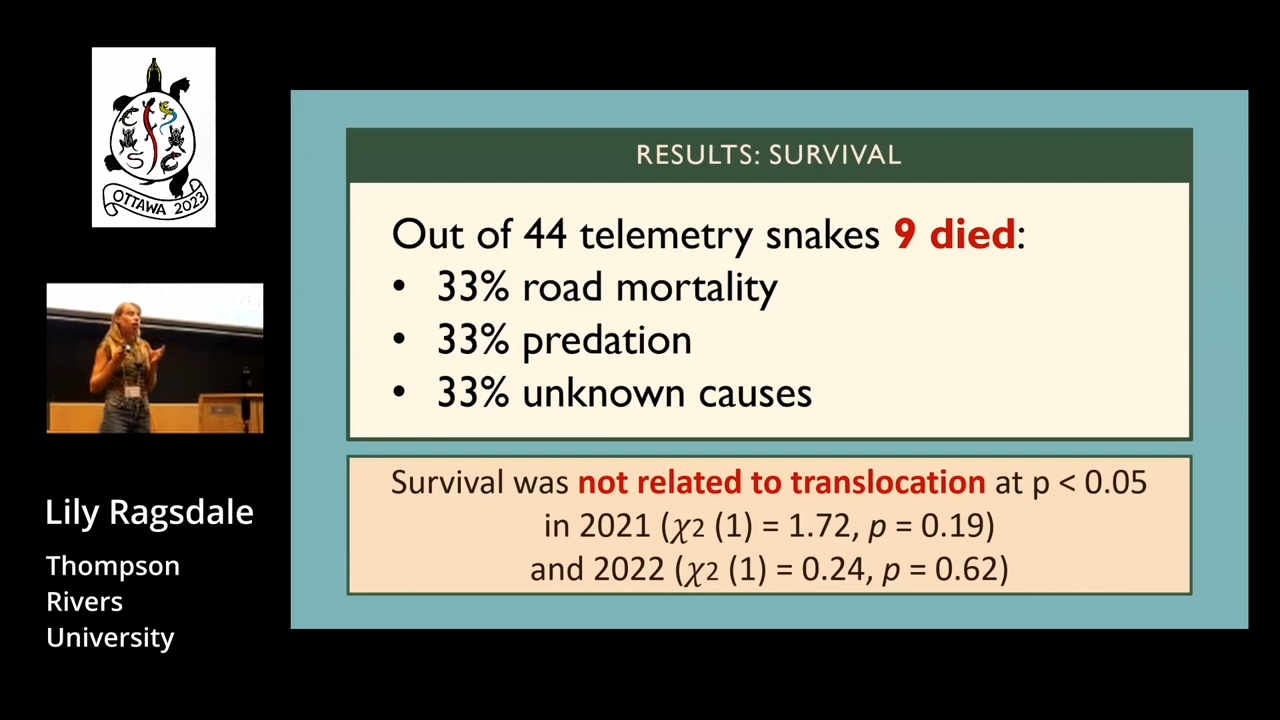 C
S
S
C
OTTAWA 2023
Lily Ragsdale
Thompson
Rivers
University
RESULTS: SURVIVAL
Out of 44 telemetry snakes 9 died:
• 33% road mortality
• 33% predation
• 33% unknown causes
Survival was not related to translocation at p < 0.05
in 2021 (χ2 (1) = 1.72, p = 0.19)
and 2022 (χ2 (1) = 0.24, p = 0.62)